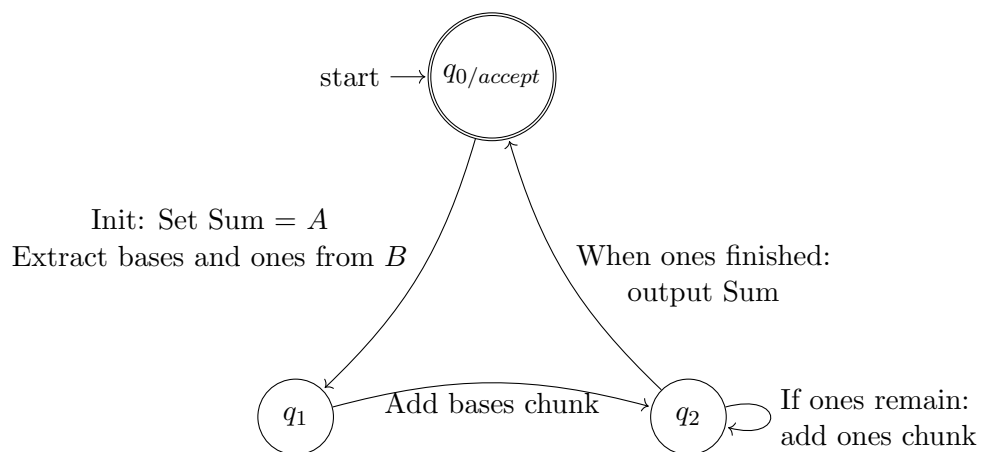 q0/accept
start
Init: Set Sum = A
Extract bases and ones from B
When ones finished:
output Sum
q1
Add bases chunk
q2
If ones remain:
add ones chunk